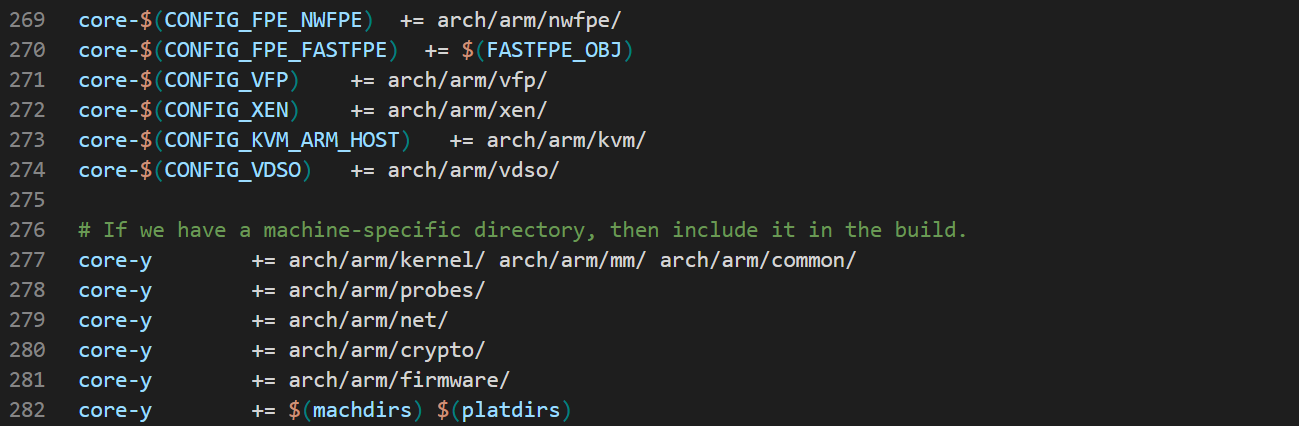 269 core-$(CONFIG_FPE_NWFPE) += arch/arm/nwfpe/
270 core-$(CONFIG_FPE_FASTFPE) += $(FASTFPE_OBJ)
271 core-$(CONFIG_VFP) += arch/arm/vfp/
272 core-$(CONFIG_XEN) += arch/arm/xen/
273 core-$(CONFIG_KVM_ARM_HOST) += arch/arm/kvm/
274 core-$(CONFIG_VDSO) += arch/arm/vdso/
275
276 # If we have a machine-specific directory, then include it in the build.
277 core-y += arch/arm/kernel/ arch/arm/mm/ arch/arm/common/
278 core-y += arch/arm/probes/
279 core-y += arch/arm/net/
280 core-y += arch/arm/crypto/
281 core-y += arch/arm/firmware/
282 core-y += $(machdirs) $(platdirs)